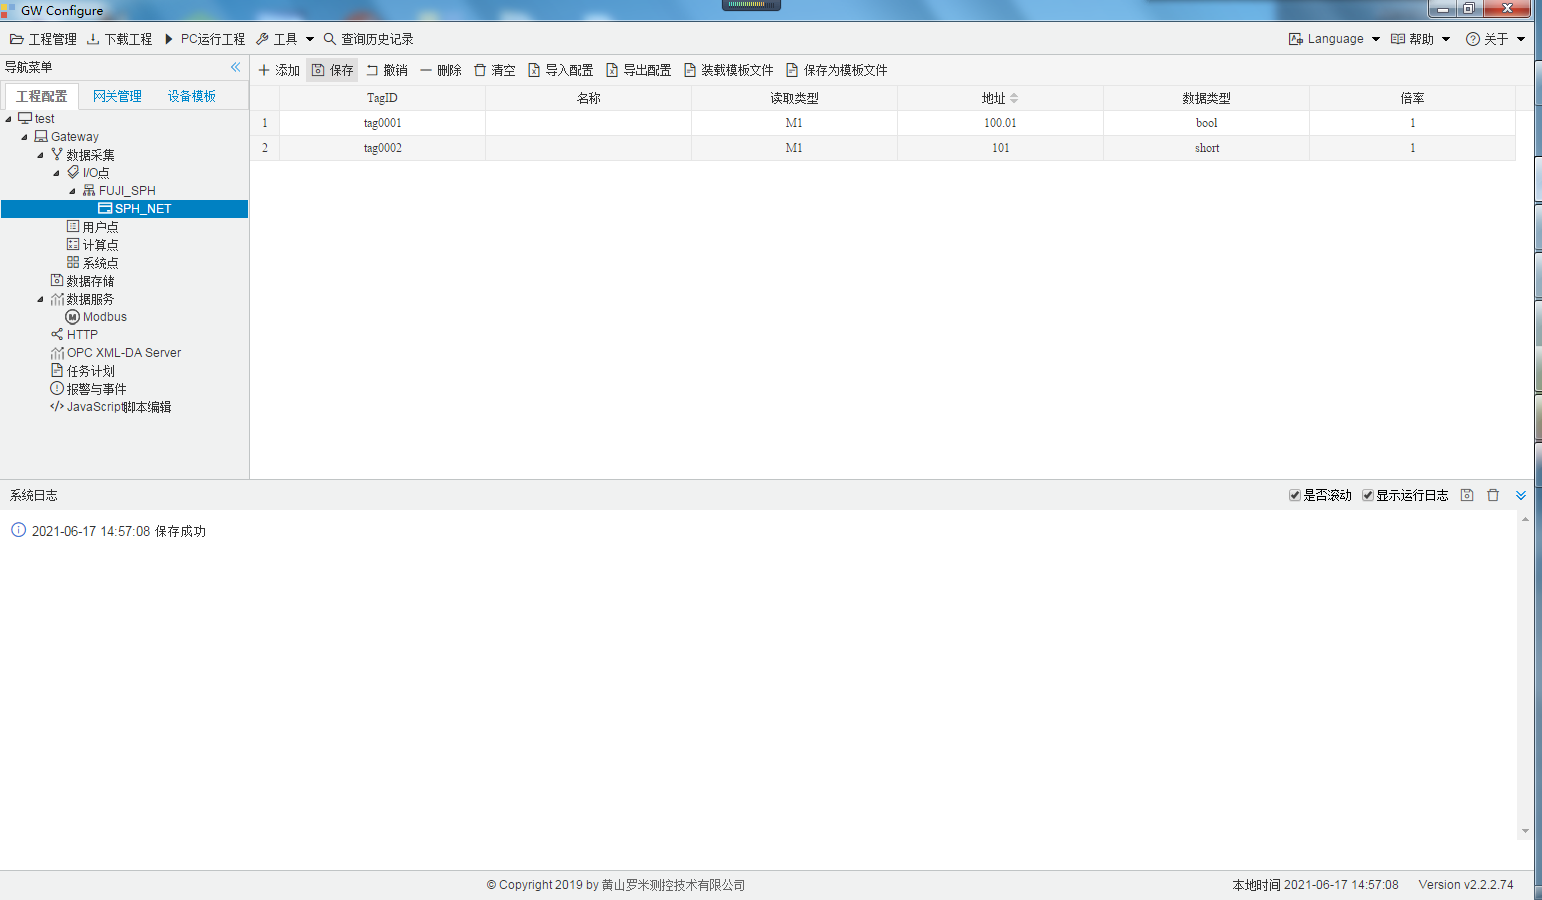 GW Configure
工程管理 下载工程 PC运行工程 工具 查询历史记录 Language 帮助 关于
导航菜单
添加 保存 撤销 删除 清空 导入配置 导出配置 装载模板文件 保存为模板文件
工程配置 网关管理 设备模板
TagID 名称 读取类型 地址 数据类型 倍率
1 tag0001 M1 100.01 bool 1
2 tag0002 M1 101 short 1
test
Gateway
数据采集
I/O点
FUJI_SPH
SPH_NET
用户点
计算点
系统点
数据存储
数据服务
Modbus
HTTP
OPC XML-DA Server
任务计划
报警与事件
JavaScript脚本编辑
系统日志 是否滚动 显示运行日志
2021-06-17 14:57:08 保存成功
© Copyright 2019 by 黄山罗米测控技术有限公司 本地时间 2021-06-17 14:57:08 Version v2.2.2.74